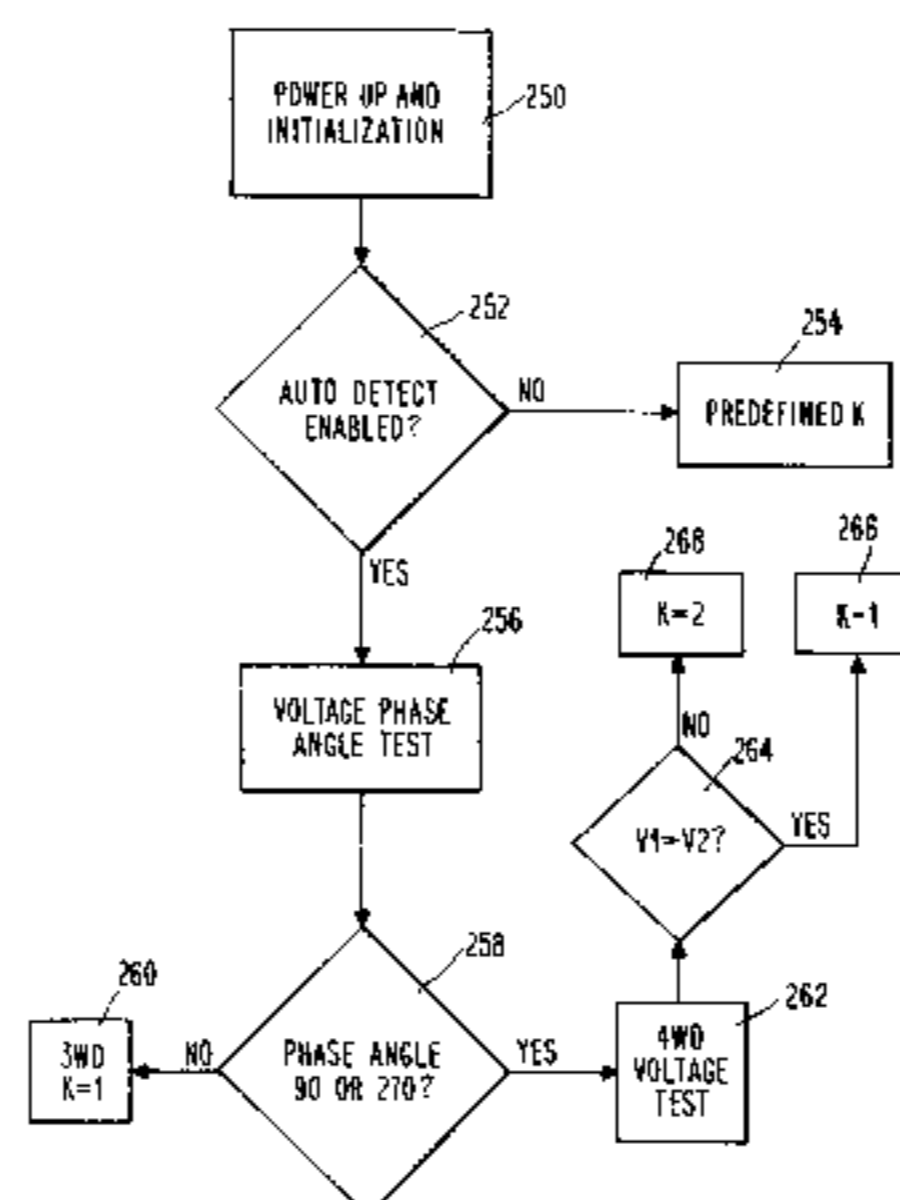 POWER UP AND
INITIALIZATION
250
252
AUTO DETECT
ENABLED?
NO
254
PREDEFINED K
YES
256
VOLTAGE PHASE
ANGLE TEST
268
K=2
266
K=1
NO
264
V1=V2?
YES
258
PHASE ANGLE
90 OR 270?
NO
260
3WD
K=1
YES
262
4WD
VOLTAGE
TEST